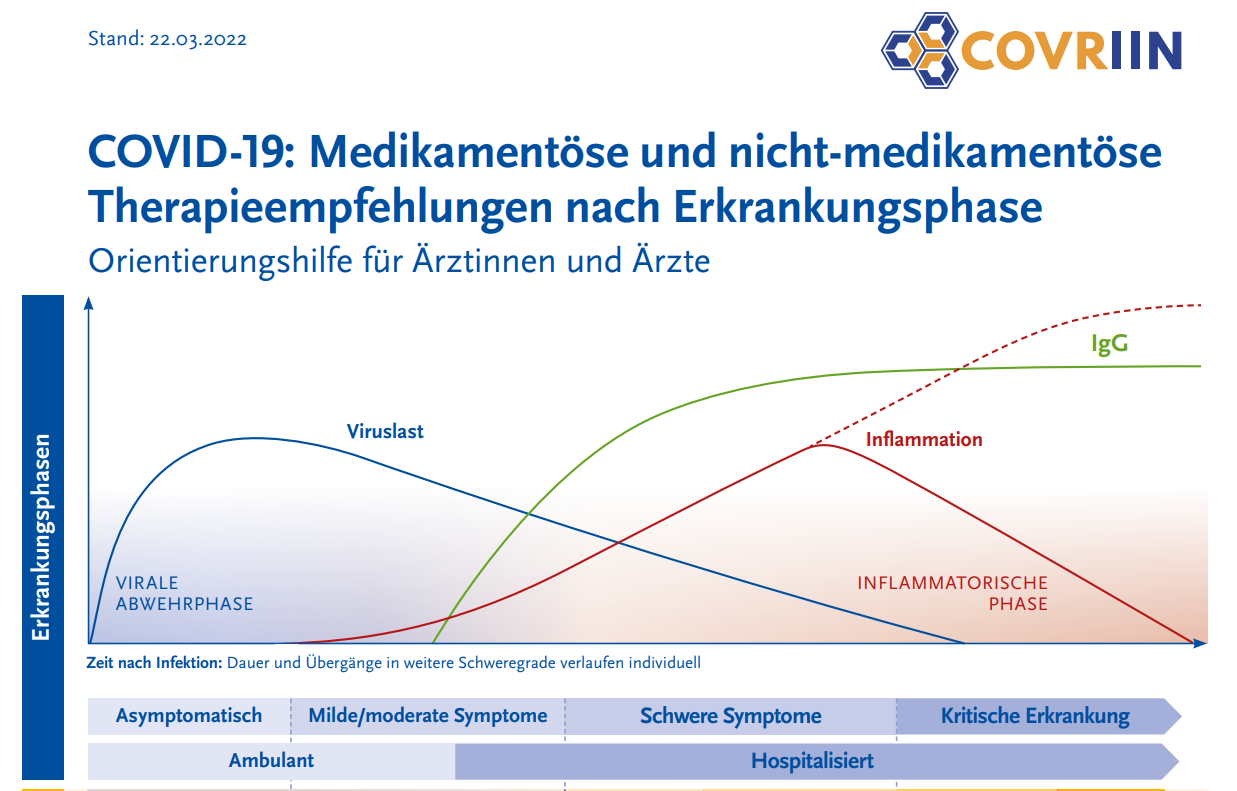 Stand: 22.03.2022
COVRIIN
COVID-19: Medikamentöse und nicht-medikamentöse
Therapieempfehlungen nach Erkrankungsphase
Orientierungshilfe für Ärztinnen und Ärzte
Erkrankungsphasen
IgG
Viruslast
Inflammation
VIRALE
ABWEHRPHASE
INFLAMMATORISCHE
PHASE
Zeit nach Infektion: Dauer und Übergänge in weitere Schweregrade verlaufen individuell
Asymptomatisch
Milde/moderate Symptome
Schwere Symptome
Kritische Erkrankung
Ambulant
Hospitalisiert